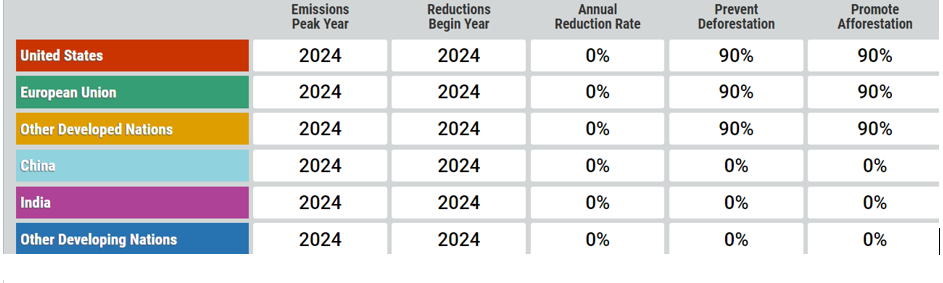 Emissions Peak Year Reductions Begin Year Annual Reduction Rate Prevent Deforestation Promote Afforestation
United States 2024 2024 0% 90% 90%
European Union 2024 2024 0% 90% 90%
Other Developed Nations 2024 2024 0% 90% 90%
China 2024 2024 0% 0% 0%
India 2024 2024 0% 0% 0%
Other Developing Nations 2024 2024 0% 0% 0%